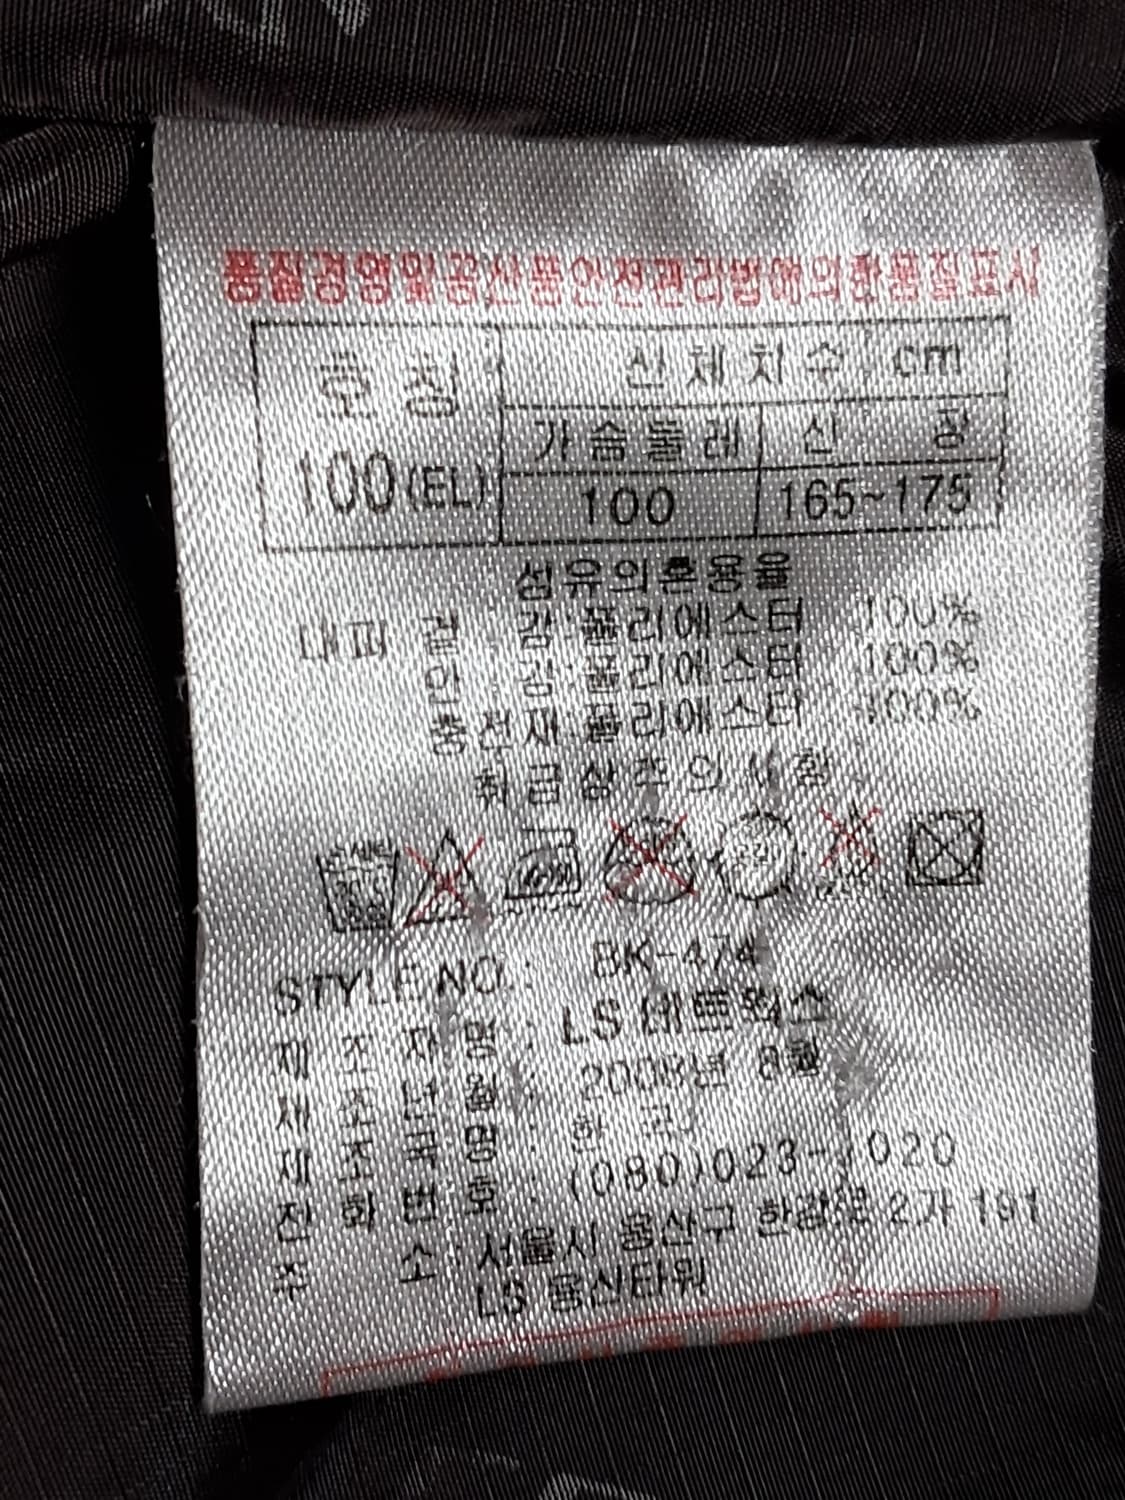 품질경영및공산품안전관리법에의한품질표시
호칭
신체치수 : cm
100(EL)
가슴둘레
신장
100
165~175
섬유의혼용율
대피 겉 감:폴리에스터 100%
안 감:폴리에스터 100%
충전재:폴리에스터 100%
취급상주의사항
STYLE NO. : BK-474
제조자명 : LS 네트웍스
제조년월 : 2008년 8월
제조국명 : 한국
전화번호 : (080)023-
주소 : 서울시 용산구 한강로 2가 191
LS 용산타워